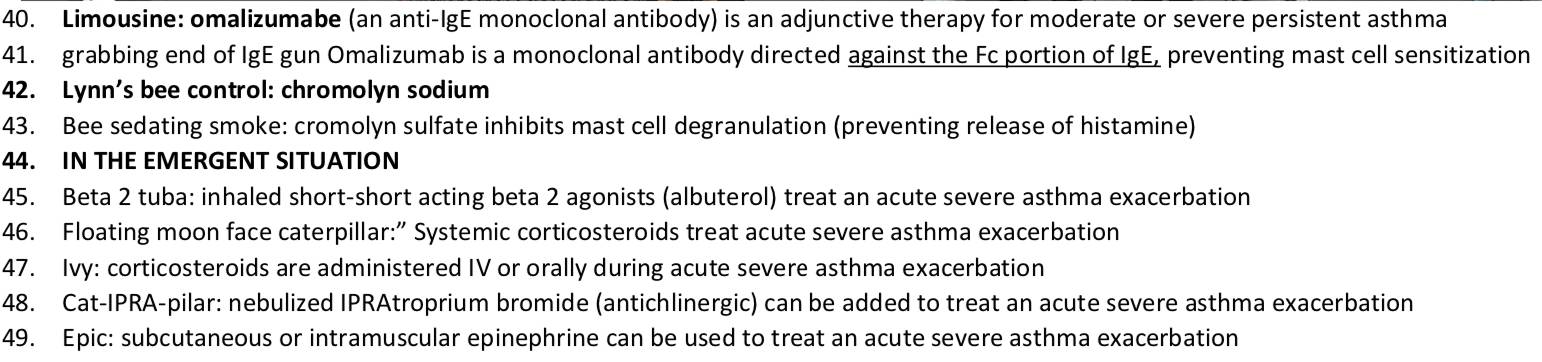 40. Limousine: omalizumabe (an anti-IgE monoclonal antibody) is an adjunctive therapy for moderate or severe persistent asthma
41. grabbing end of IgE gun Omalizumab is a monoclonal antibody directed against the Fc portion of IgE, preventing mast cell sensitization
42. Lynn’s bee control: chromolyn sodium
43. Bee sedating smoke: cromolyn sulfate inhibits mast cell degranulation (preventing release of histamine)
44. IN THE EMERGENT SITUATION
45. Beta 2 tuba: inhaled short-short acting beta 2 agonists (albuterol) treat an acute severe asthma exacerbation
46. Floating moon face caterpillar:” Systemic corticosteroids treat acute severe asthma exacerbation
47. Ivy: corticosteroids are administered IV or orally during acute severe asthma exacerbation
48. Cat-IPRA-pilar: nebulized IPRAtroprium bromide (antichlinergic) can be added to treat an acute severe asthma exacerbation
49. Epic: subcutaneous or intramuscular epinephrine can be used to treat an acute severe asthma exacerbation